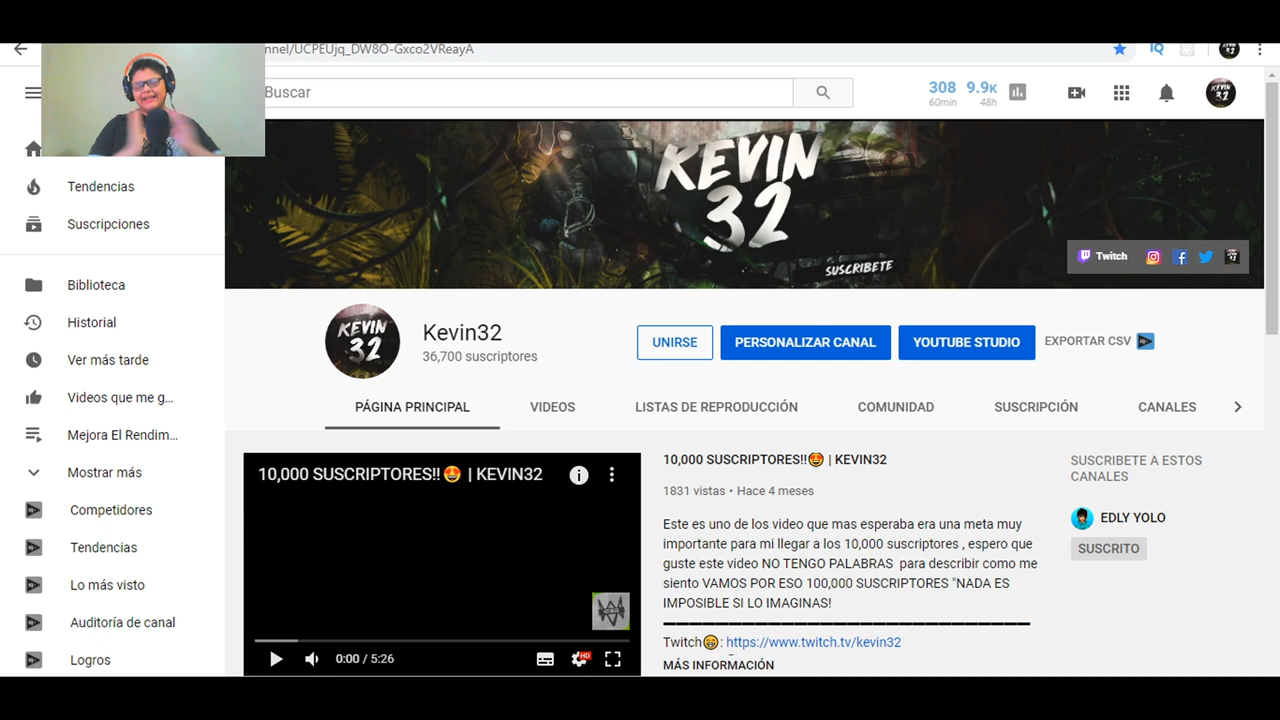 nnel/UCPEUjq_DW8O-Gxco2VReayA
IQ
Buscar
308
60min
9.9K
48h
KEVIN
32
KEVIN
32
SUSCRIBETE
Twitch
Tendencias
Suscripciones
Biblioteca
Historial
Ver más tarde
Videos que me g...
Mejora El Rendim...
Mostrar más
Competidores
Tendencias
Lo más visto
Auditoría de canal
Logros
KEVIN
32
Kevin32
36,700 suscriptores
UNIRSE
PERSONALIZAR CANAL
YOUTUBE STUDIO
EXPORTAR CSV
PÁGINA PRINCIPAL
VIDEOS
LISTAS DE REPRODUCCIÓN
COMUNIDAD
SUSCRIPCIÓN
CANALES
10,000 SUSCRIPTORES!!🤩 | KEVIN32
0:00 / 5:26
HD
10,000 SUSCRIPTORES!!🤩 | KEVIN32
1831 vistas • Hace 4 meses
Este es uno de los video que mas esperaba era una meta muy
importante para mi llegar a los 10,000 suscriptores , espero que
guste este video NO TENGO PALABRAS para describir como me
siento VAMOS POR ESO 100,000 SUSCRIPTORES "NADA ES
IMPOSIBLE SI LO IMAGINAS!
Twitch😁: https://www.twitch.tv/kevin32
MÁS INFORMACIÓN
SUSCRIBETE A ESTOS
CANALES
EDLY YOLO
SUSCRITO